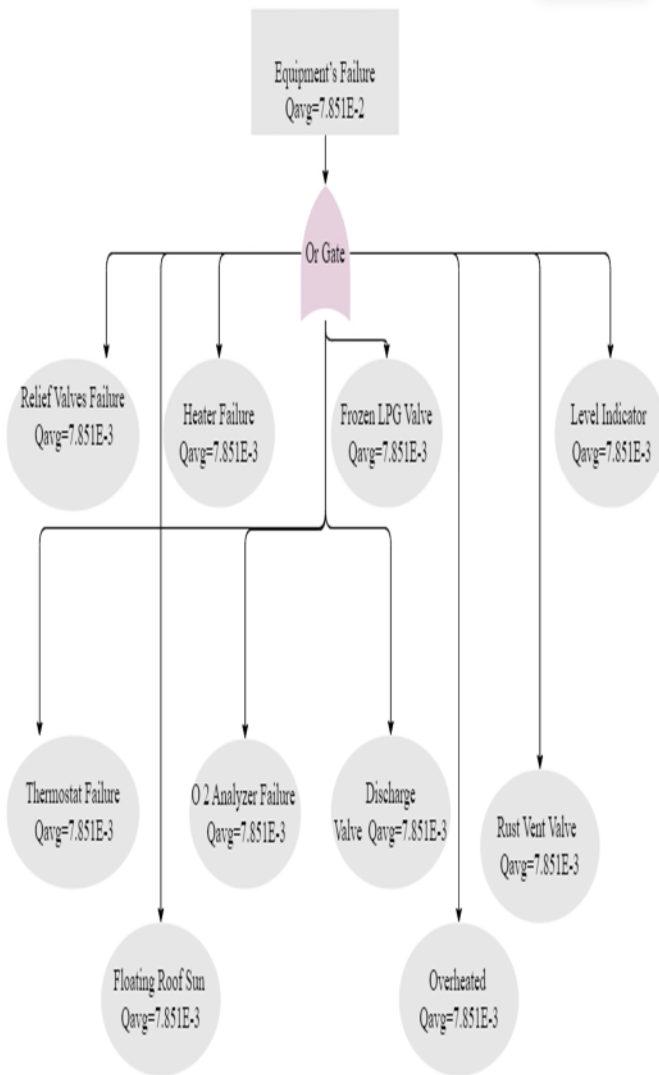 Equipment's Failure
Qavg=7.851E-2
Or Gate
Relief Valves Failure
Qavg=7.851E-3
Heater Failure
Qavg=7.851E-3
Frozen LPG Valve
Qavg=7.851E-3
Level Indicator
Qavg=7.851E-3
Thermostat Failure
Qavg=7.851E-3
O 2 Analyzer Failure
Qavg=7.851E-3
Discharge
Valve Qavg=7.851E-3
Rust Vent Valve
Qavg=7.851E-3
Floating Roof Sun
Qavg=7.851E-3
Overheated
Qavg=7.851E-3